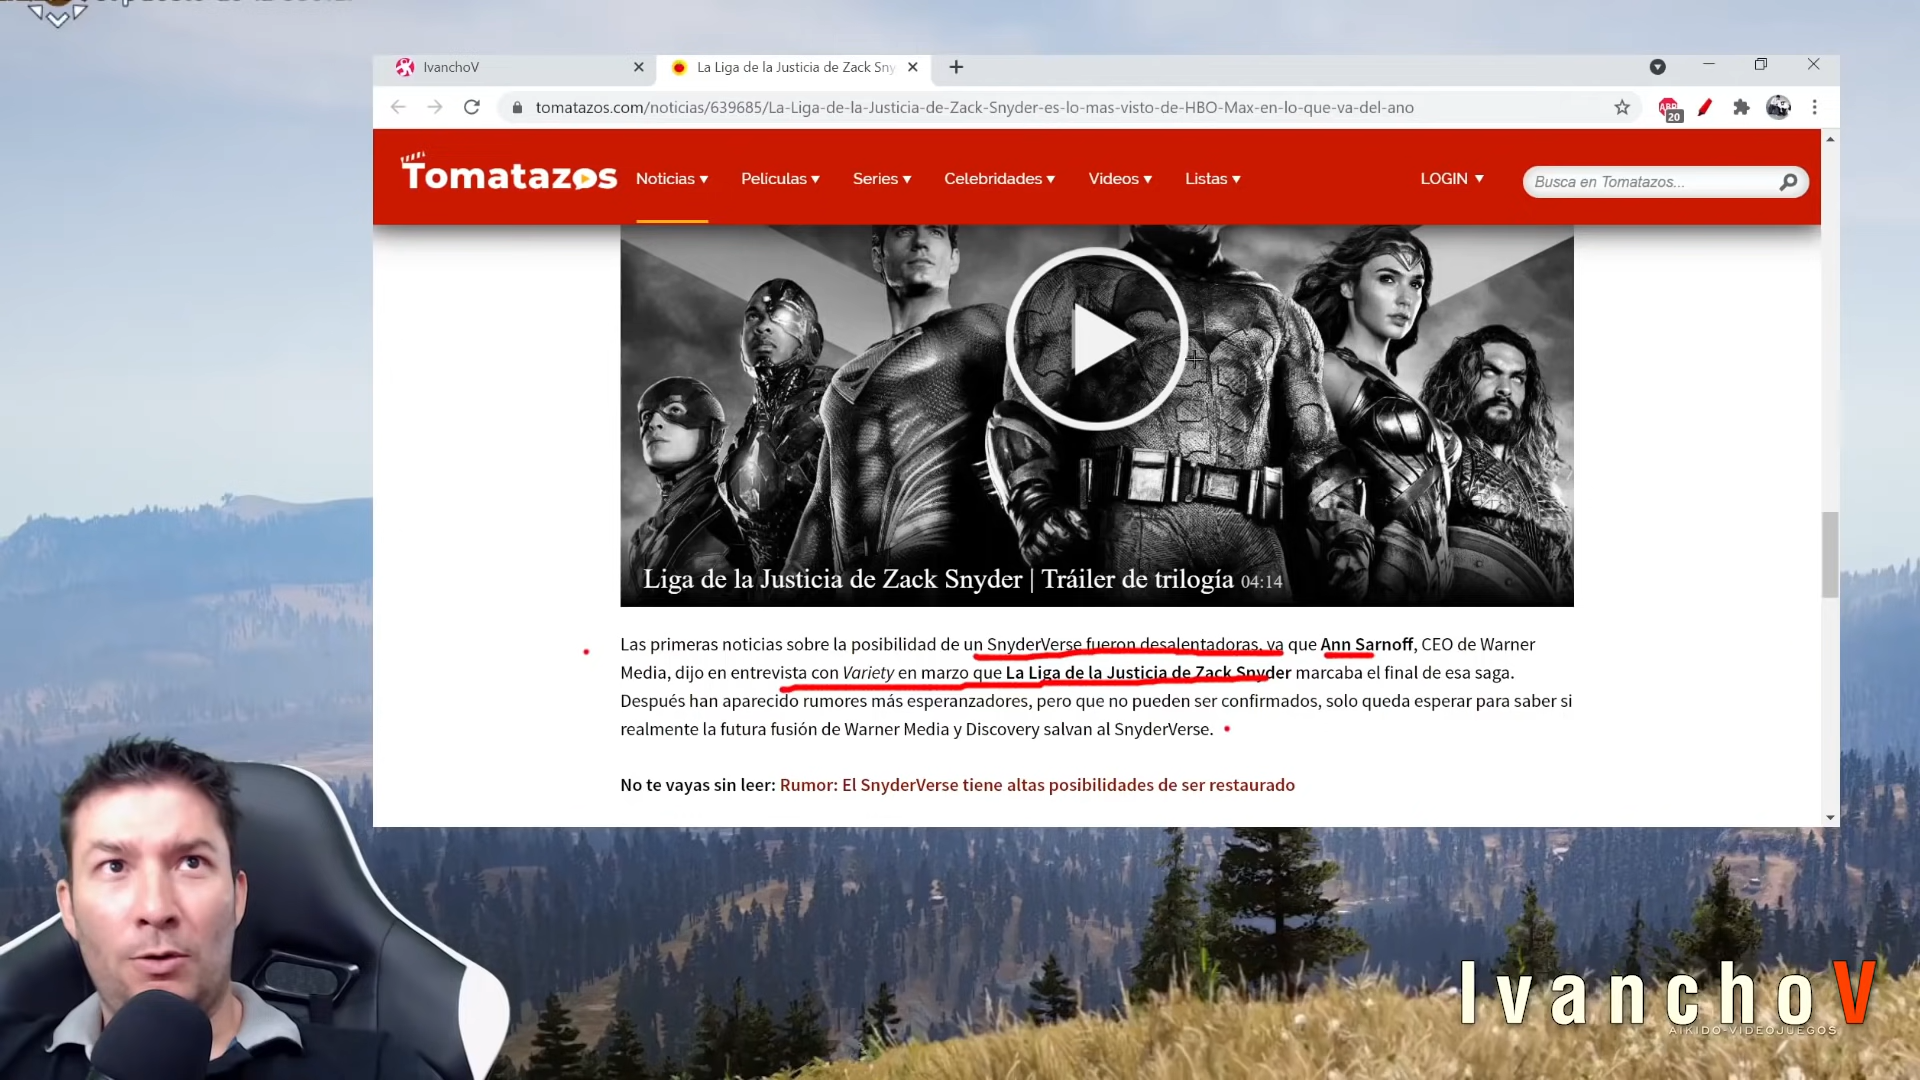 IvanchoV
La Liga de la Justicia de Zack Sny
tomatazos.com/noticias/639685/La-Liga-de-la-Justicia-de-Zack-Snyder-es-lo-mas-visto-de-HBO-Max-en-lo-que-va-del-ano
ABP
20
Tomatazos
Noticias
Peliculas
Series
Celebridades
Videos
Listas
LOGIN
Busca en Tomatazos...
Liga de la Justicia de Zack Snyder | Tráiler de trilogía 04:14
Las primeras noticias sobre la posibilidad de un SnyderVerse fueron desalentadoras, ya que Ann Sarnoff, CEO de Warner
Media, dijo en entrevista con Variety en marzo que La Liga de la Justicia de Zack Snyder marcaba el final de esa saga.
Después han aparecido rumores más esperanzadores, pero que no pueden ser confirmados, solo queda esperar para saber si
realmente la futura fusión de Warner Media y Discovery salvan al SnyderVerse.
No te vayas sin leer: Rumor: El SnyderVerse tiene altas posibilidades de ser restaurado
IvanchoV
AIKIDO-VIDEOJUEGOS